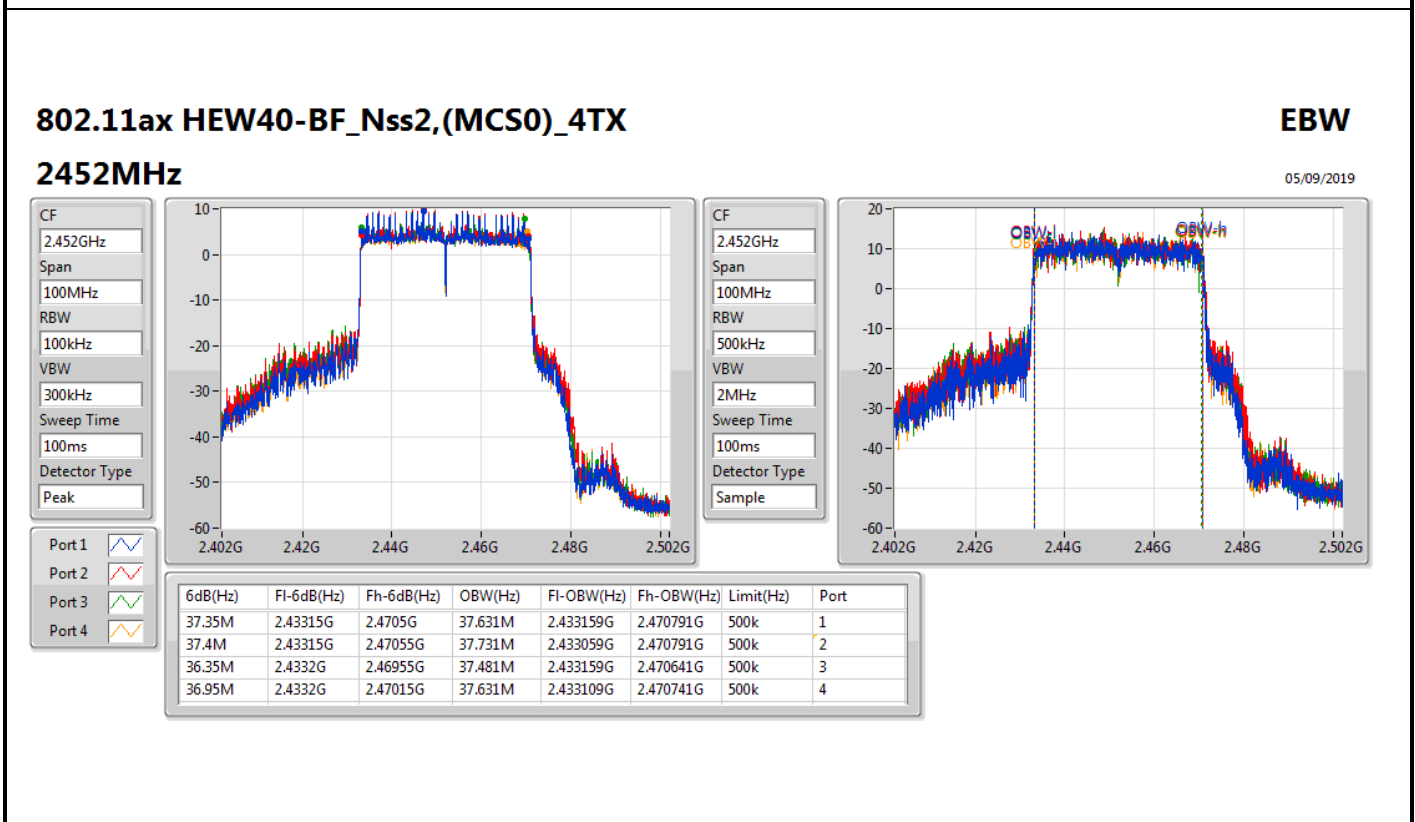 802.11ax HEW40-BF_Nss2,(MCS0)_4TX
EBW
2452MHz
05/09/2019
CF
2.452GHz
Span
100MHz
RBW
100kHz
VBW
300kHz
Sweep Time
100ms
Detector Type
Peak
10
0
-10
-20
-30
-40
-50
-60
2.402G 2.42G 2.44G 2.46G 2.48G 2.502G
CF
2.452GHz
Span
100MHz
RBW
500kHz
VBW
2MHz
Sweep Time
100ms
Detector Type
Sample
20
10
0
-10
-20
-30
-40
-50
-60
OBW-l OBW-h
2.402G 2.42G 2.44G 2.46G 2.48G 2.502G
Port 1
Port 2
Port 3
Port 4
6dB(Hz) Fl-6dB(Hz) Fh-6dB(Hz) OBW(Hz) Fl-OBW(Hz) Fh-OBW(Hz) Limit(Hz) Port
37.35M 2.43315G 2.4705G 37.631M 2.433159G 2.470791G 500k 1
37.4M 2.43315G 2.47055G 37.731M 2.433059G 2.470791G 500k 2
36.35M 2.4332G 2.46955G 37.481M 2.433159G 2.470641G 500k 3
36.95M 2.4332G 2.47015G 37.631M 2.433109G 2.470741G 500k 4